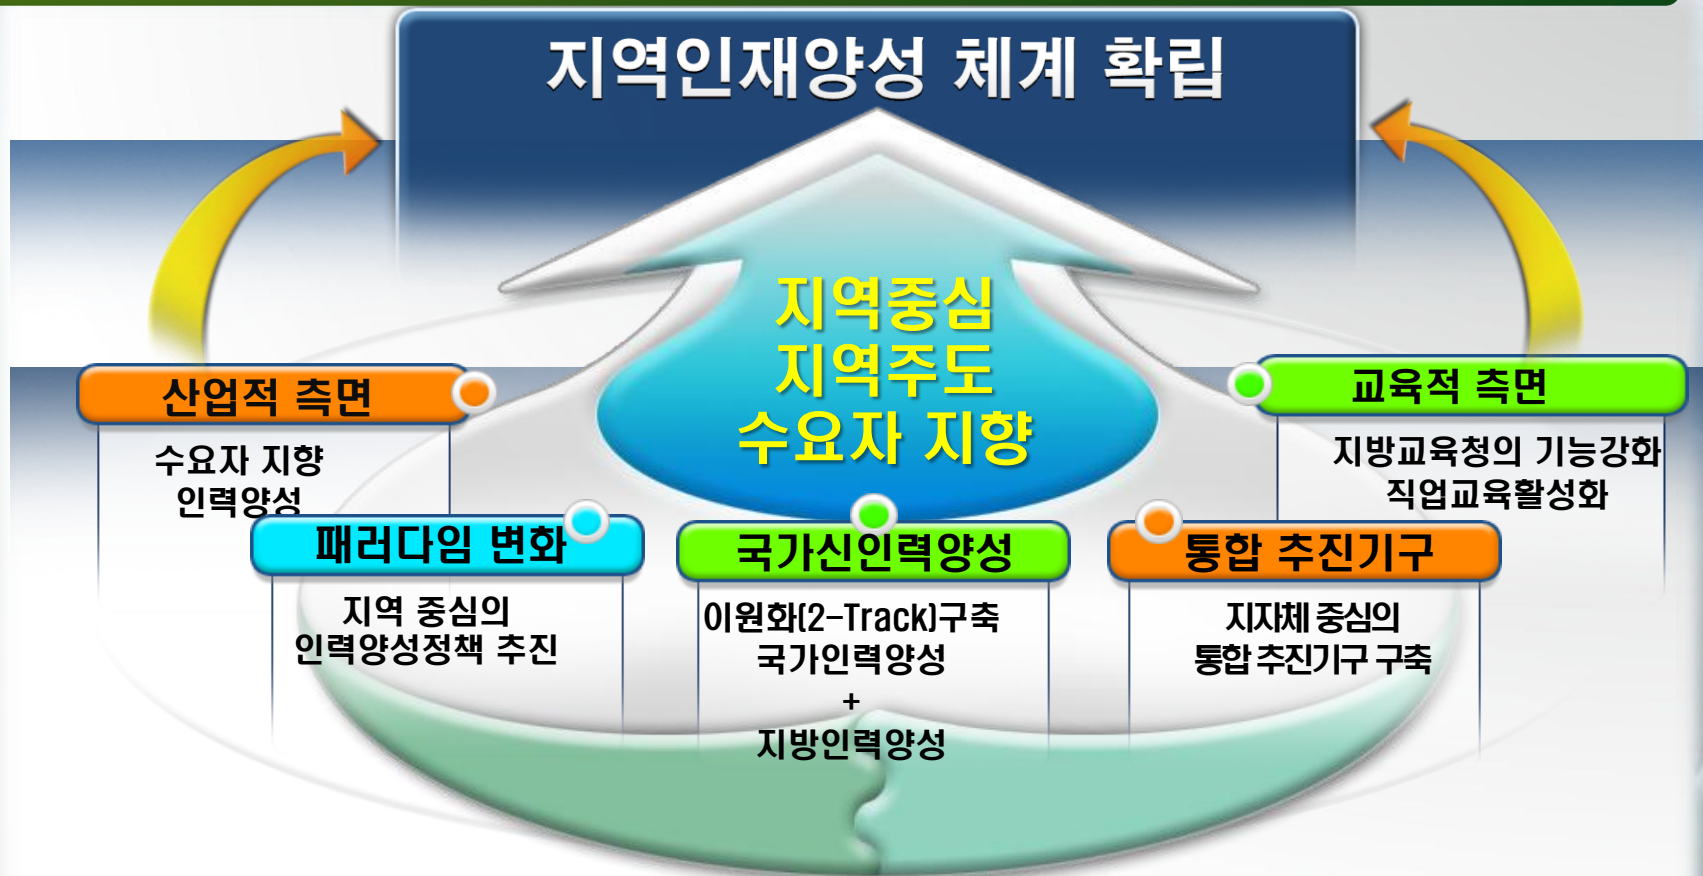 지역인재양성 체계 확립
지역중심
지역주도
수요자 지향
산업적 측면
수요자 지향
인력양성
교육적 측면
지방교육청의 기능강화
직업교육활성화
패러다임 변화
지역 중심의
인력양성정책 추진
국가신인력양성
이원화(2-Track)구축
국가인력양성
+
지방인력양성
통합 추진기구
지자체 중심의
통합 추진기구 구축